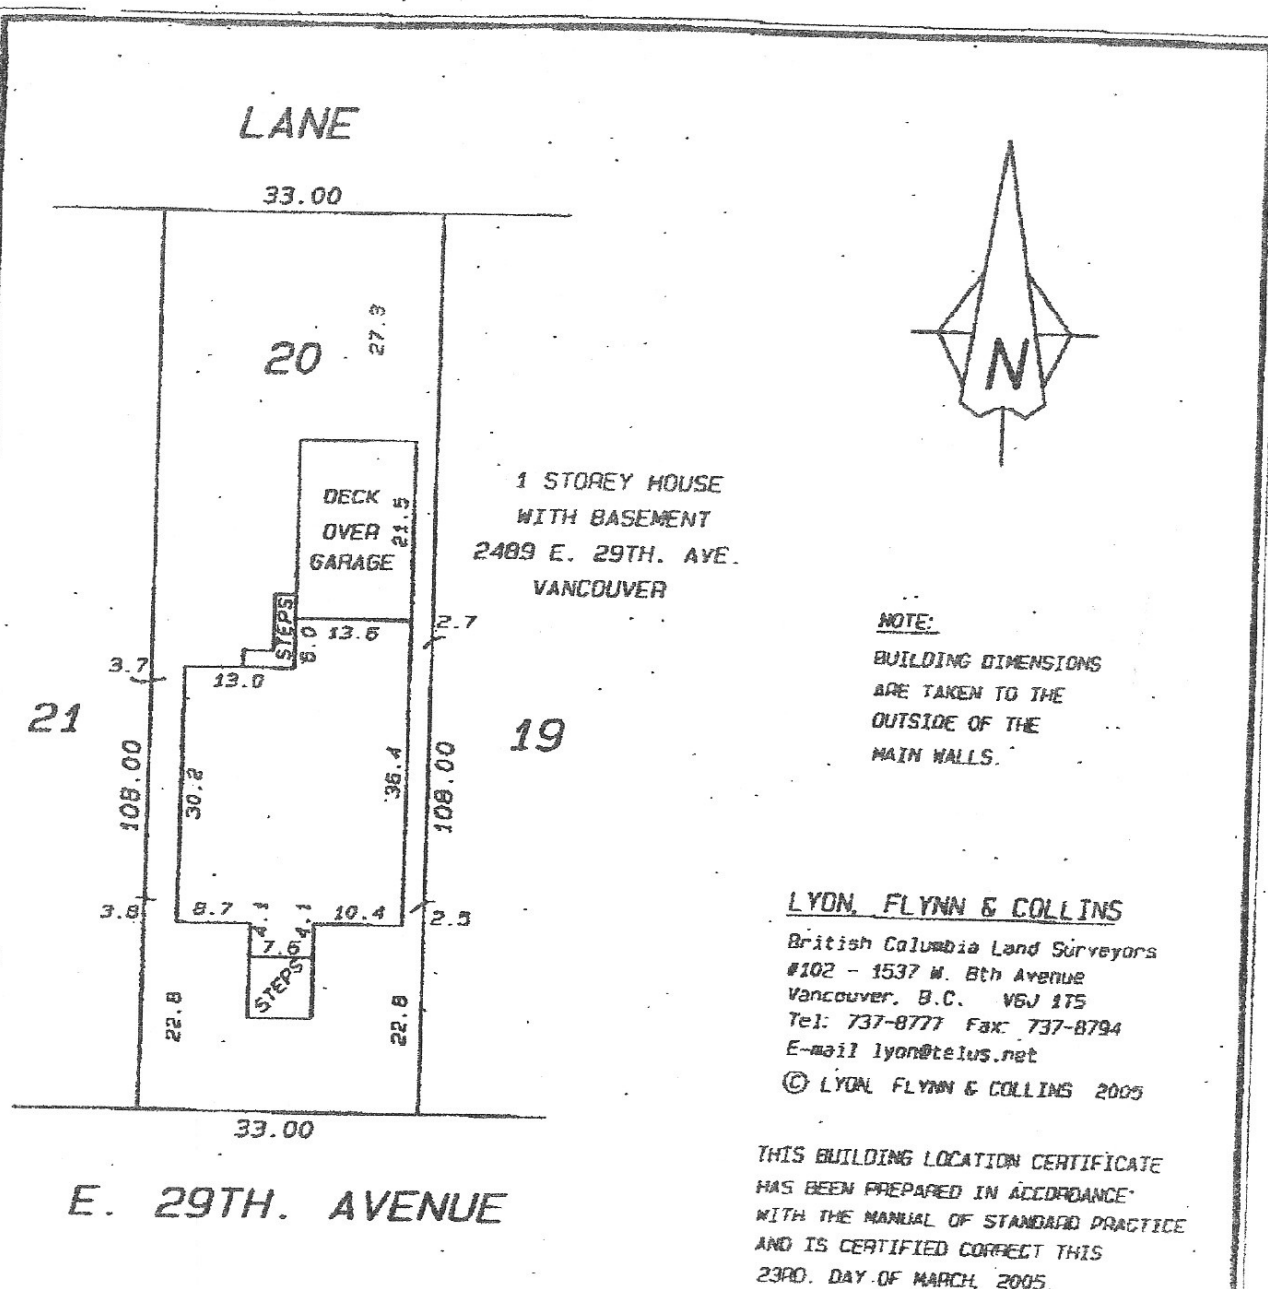 LANE
33.00
20
27.3
DECK
OVER
GARAGE
21.5
1 STOREY HOUSE
WITH BASEMENT
2489 E. 29TH. AVE.
VANCOUVER
STEPS
6.0
13.6
2.7
3.7
13.0
21
19
108.00
30.2
36.4
108.00
3.8
8.7
4.1
4.1
10.4
2.5
7.6
STEPS
22.8
22.8
33.00
E. 29TH. AVENUE
N
NOTE:
BUILDING DIMENSIONS
ARE TAKEN TO THE
OUTSIDE OF THE
MAIN WALLS.
LYON, FLYNN & COLLINS
British Columbia Land Surveyors
#102 - 1537 W. 8th Avenue
Vancouver, B.C. V6J 1T5
Tel: 737-8777 Fax: 737-8794
E-mail lyon@telus.net
© LYON, FLYNN & COLLINS 2005
THIS BUILDING LOCATION CERTIFICATE
HAS BEEN PREPARED IN ACCORDANCE
WITH THE MANUAL OF STANDARD PRACTICE
AND IS CERTIFIED CORRECT THIS
23RD. DAY OF MARCH, 2005.